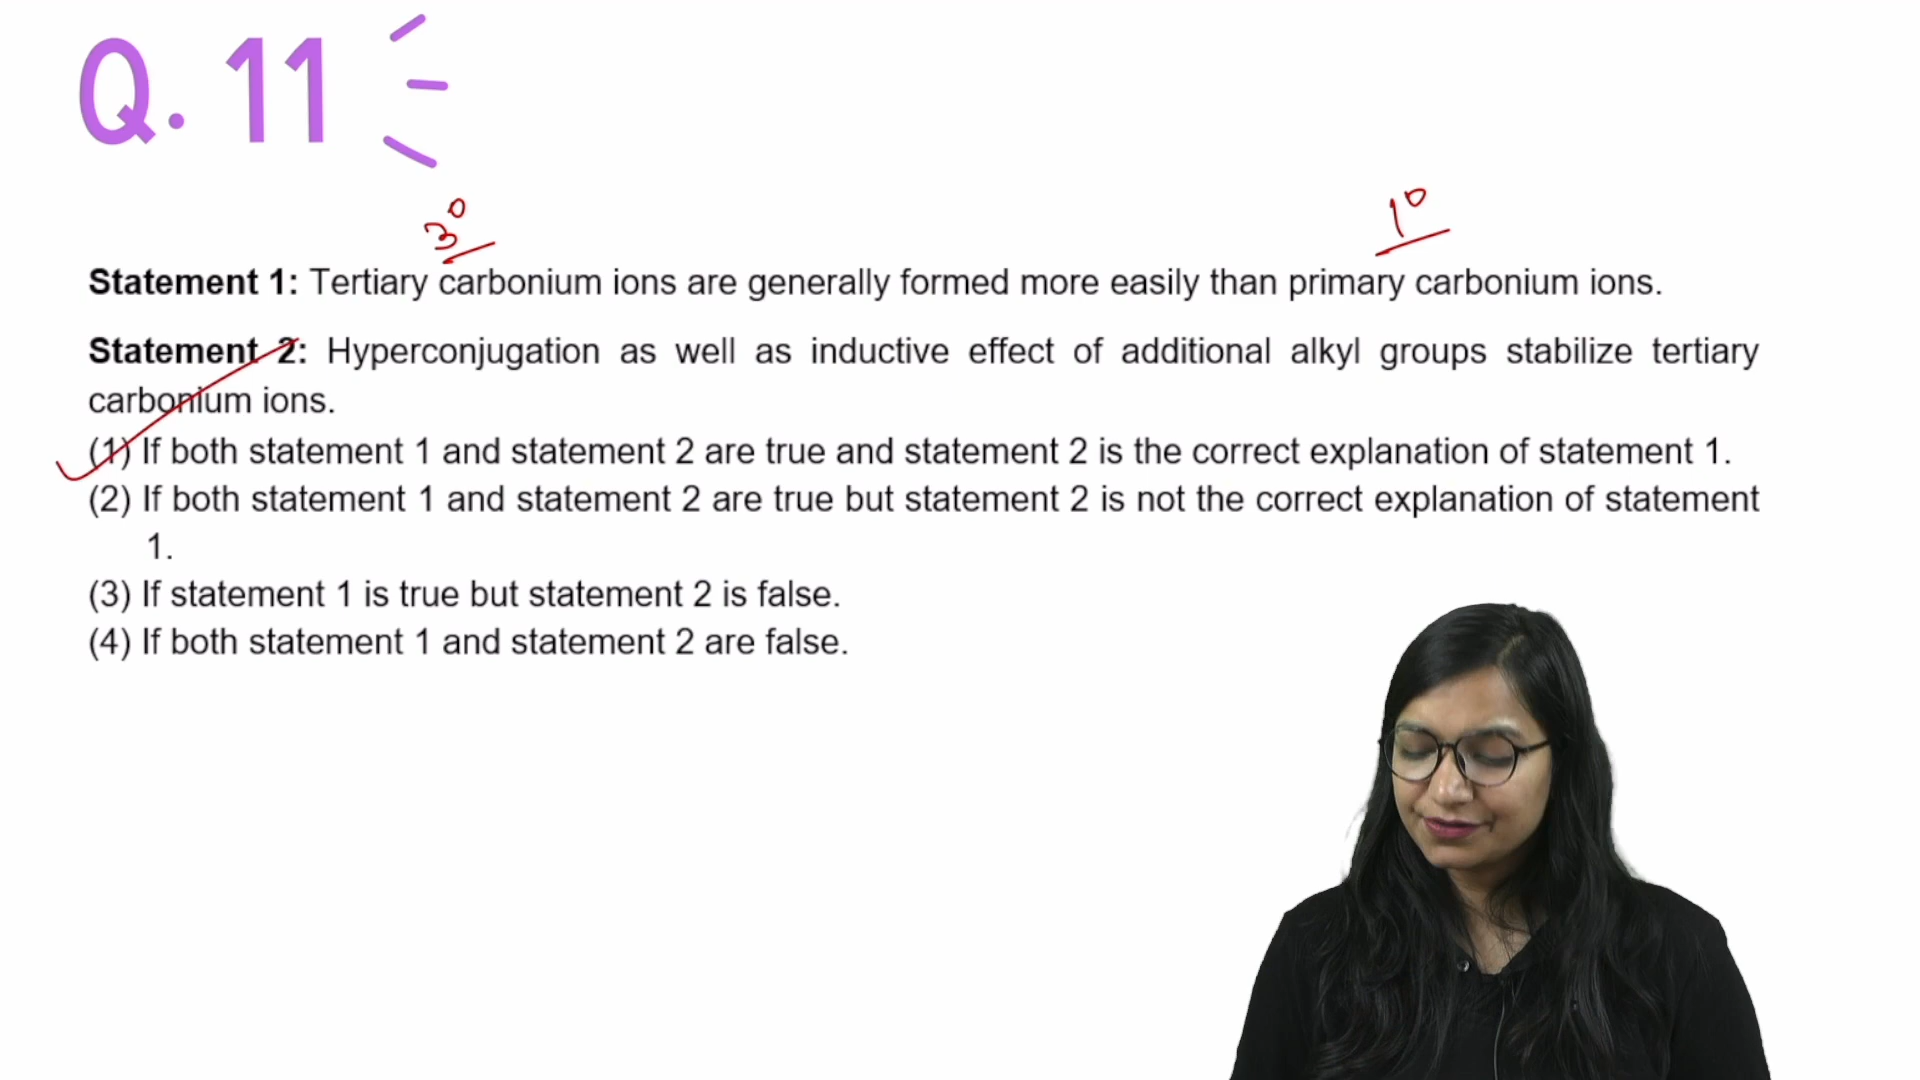 Q. 11
3° 1°
Statement 1: Tertiary carbonium ions are generally formed more easily than primary carbonium ions.
Statement 2: Hyperconjugation as well as inductive effect of additional alkyl groups stabilize tertiary
carbonium ions.
(1) If both statement 1 and statement 2 are true and statement 2 is the correct explanation of statement 1.
(2) If both statement 1 and statement 2 are true but statement 2 is not the correct explanation of statement
1.
(3) If statement 1 is true but statement 2 is false.
(4) If both statement 1 and statement 2 are false.